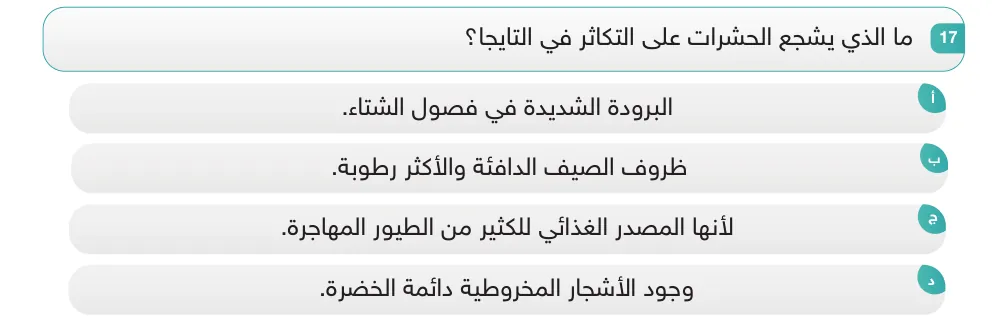 17 ما الذي يشجع الحشرات على التكاثر في التايجا؟
أ البرودة الشديدة في فصول الشتاء.
ب ظروف الصيف الدافئة والأكثر رطوبة.
ج لأنها المصدر الغذائي للكثير من الطيور المهاجرة.
د وجود الأشجار المخروطية دائمة الخضرة.